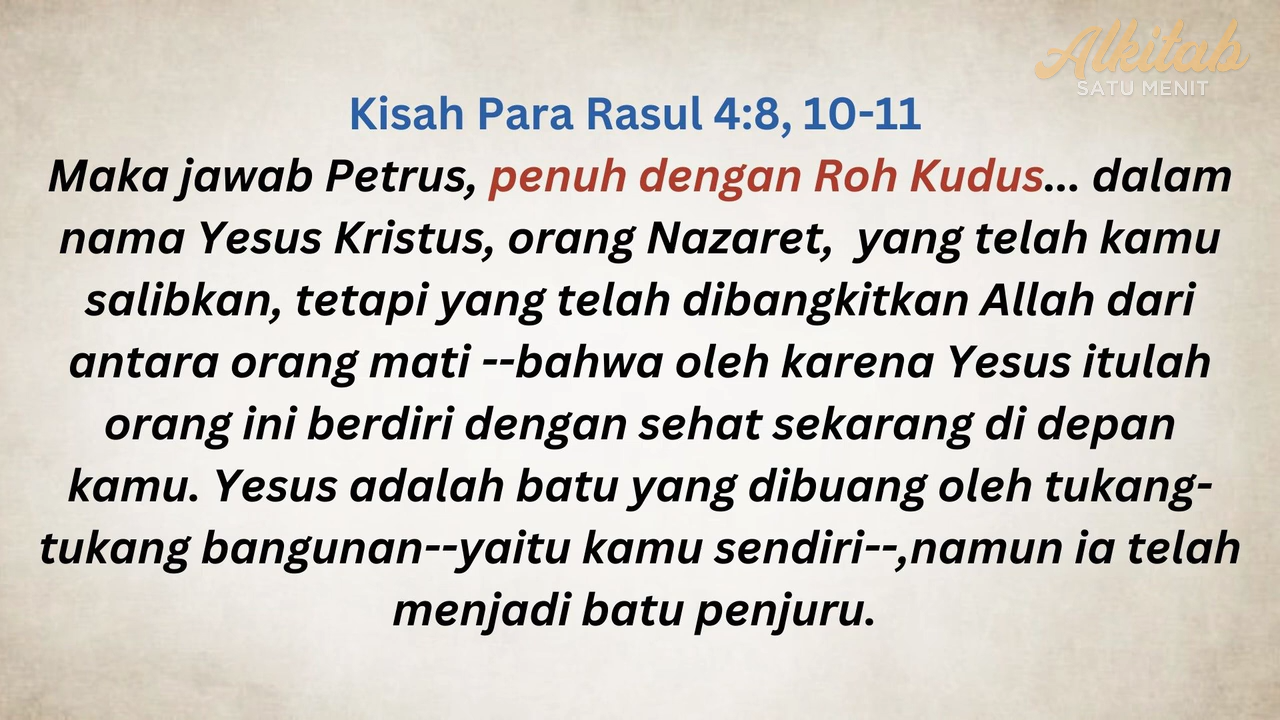 Alkitab
SATU MENIT
Kisah Para Rasul 4:8, 10-11
Maka jawab Petrus, penuh dengan Roh Kudus... dalam
nama Yesus Kristus, orang Nazaret,  yang telah kamu
salibkan, tetapi yang telah dibangkitkan Allah dari
antara orang mati --bahwa oleh karena Yesus itulah
orang ini berdiri dengan sehat sekarang di depan
kamu. Yesus adalah batu yang dibuang oleh tukang-
tukang bangunan--yaitu kamu sendiri--,namun ia telah
menjadi batu penjuru.